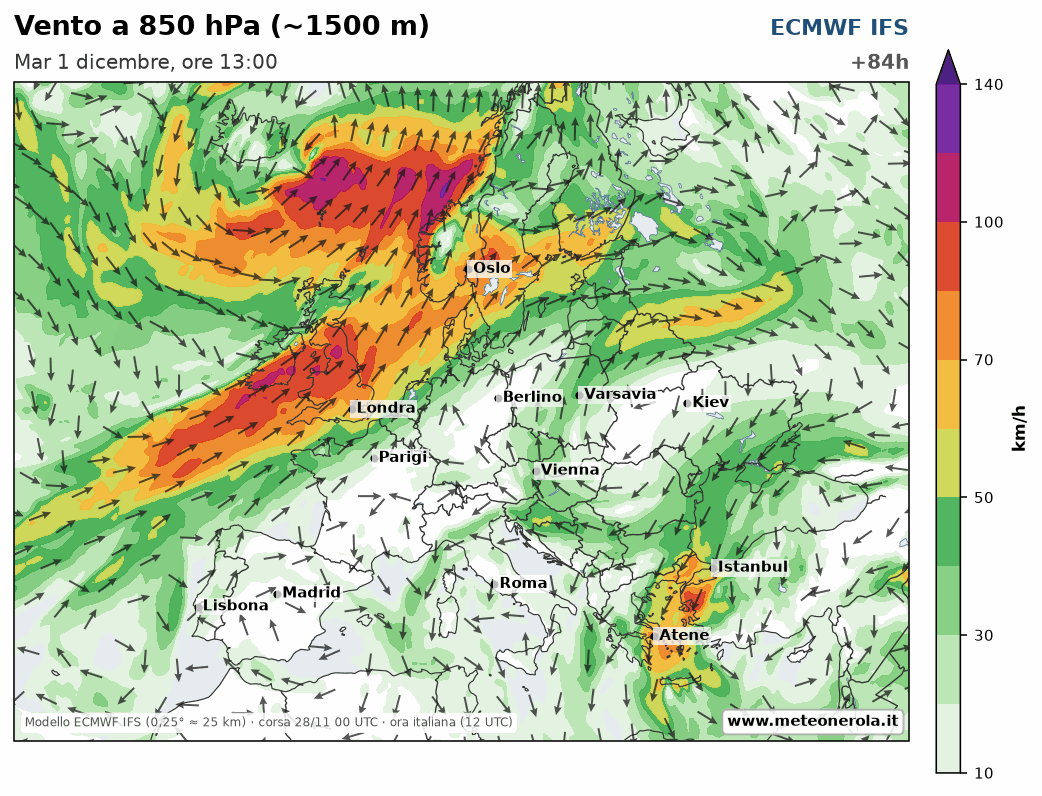 Vento a 850 hPa (~1500 m)
ECMWF IFS
Mar 1 dicembre, ore 13:00
+84h
140
100
70
50
30
10
km/h
Oslo
Londra
Berlino
Varsavia
Kiev
Parigi
Vienna
Istanbul
Roma
Madrid
Lisbona
Atene
Modello ECMWF IFS (0,25° ≈ 25 km) · corsa 28/11 00 UTC · ora italiana (12 UTC)
www.meteonerola.it